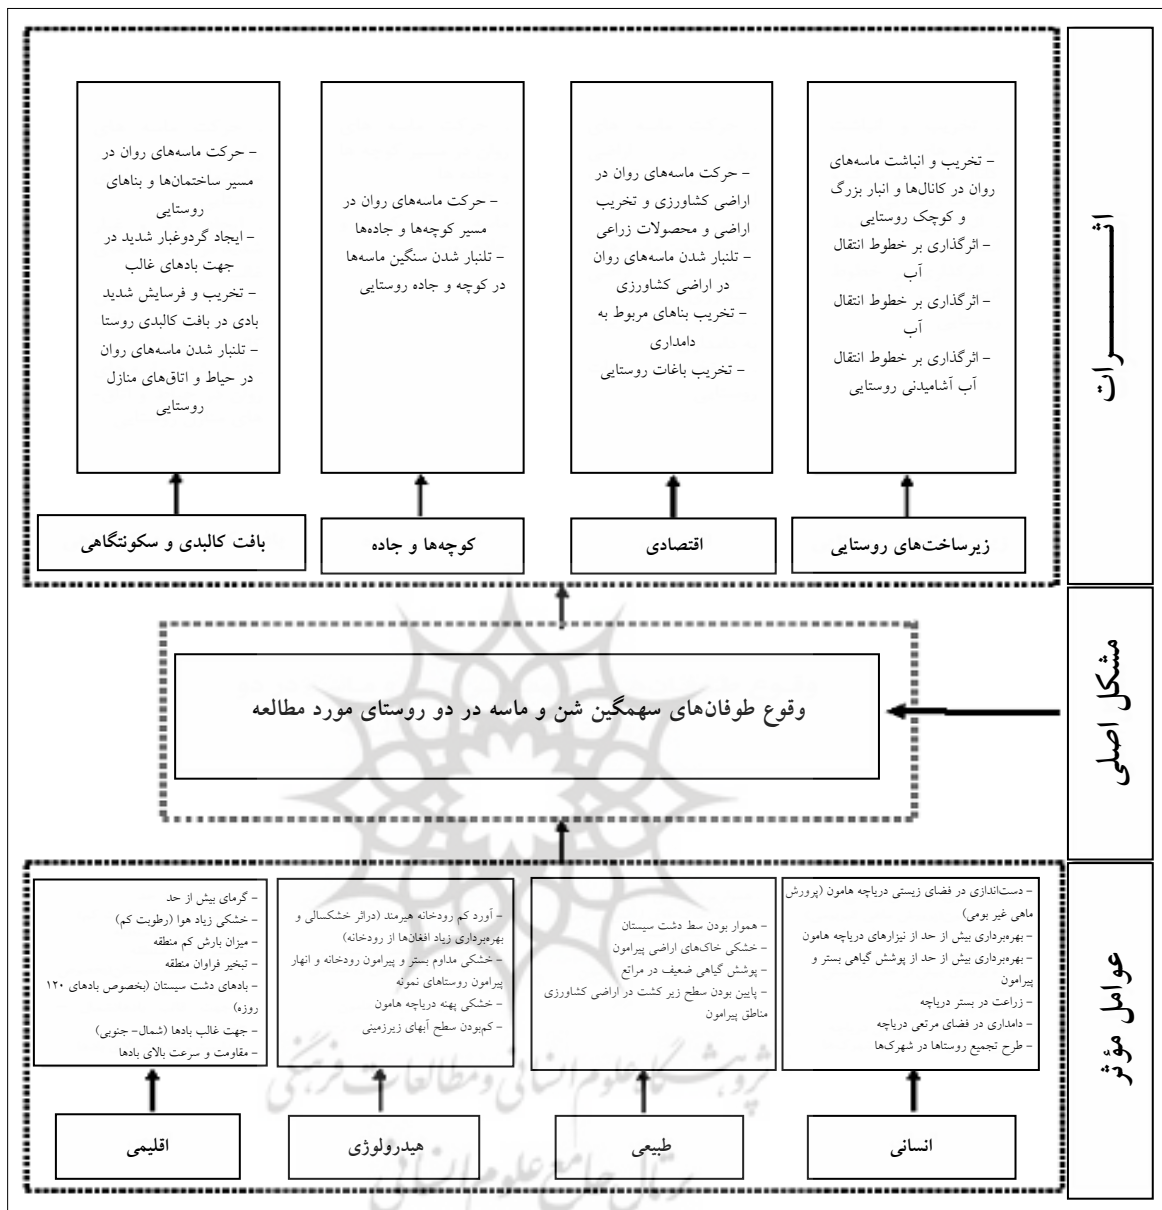 اثـــــــــرات
– تخریب و انباشت ماسه‌های
روان در کانال‌ها و انبار بزرگ
و کوچک روستایی
– اثرگذاری بر خطوط انتقال
آب
– اثرگذاری بر خطوط انتقال
آب
– اثرگذاری بر خطوط انتقال
آب آشامیدنی روستایی
زیرساخت‌های روستایی
– حرکت ماسه‌های روان در
اراضی کشاورزی و تخریب
اراضی و محصولات زراعی
– تلنبار شدن ماسه‌های روان
در اراضی کشاورزی
– تخریب بناهای مربوط به
دامداری
– تخریب باغات روستایی
اقتصادی
– حرکت ماسه‌های روان در
مسیر کوچه‌ها و جاده‌ها
– تلنبار شدن سنگین ماسه‌ها
در کوچه و جاده روستایی
کوچه‌ها و جاده
– حرکت ماسه‌های روان در
مسیر ساختمان‌ها و بناهای
روستایی
– ایجاد گردوغبار شدید در
جهت بادهای غالب
– تخریب و فرسایش شدید
بادی در بافت کالبدی روستا
– تلنبار شدن ماسه‌های روان
در حیاط و اتاق‌های منازل
روستایی
بافت کالبدی و سکونتگاهی
مشکل اصلی
وقوع طوفان‌های سهمگین شن و ماسه در دو روستای مورد مطالعه
عوامل مؤثر
– دست‌اندازی در فضای زیستی دریاچه هامون (پرورش
ماهی غیر بومی)
– بهره‌برداری بیش از حد از نیزارهای دریاچه هامون
– بهره‌برداری بیش از حد از پوشش گیاهی بستر و
پیرامون
– زراعت در بستر دریاچه
– دامداری در فضای مرتعی دریاچه
– طرح تجمیع روستاها در شهرک‌ها
انسانی
– هموار بودن سط دشت سیستان
– خشکی خاک‌های اراضی پیرامون
– پوشش گیاهی ضعیف در مراتع
– پایین بودن سطح زیر کشت در اراضی کشاورزی
مناطق پیرامون
طبیعی
– آورد کم رودخانه هیرمند (دراثر خشکسالی و
بهره‌برداری زیاد افغان‌ها از رودخانه)
– خشکی مداوم بستر و پیرامون رودخانه و انهار
پیرامون روستاهای نمونه
– خشکی پهنه دریاچه هامون
– کم‌بودن سطح آبهای زیرزمینی
هیدرولوژی
– گرمای بیش از حد
– خشکی زیاد هوا (رطوبت کم)
– میزان بارش کم منطقه
– تبخیر فراوان منطقه
– بادهای دشت سیستان (بخصوص بادهای ۱۲۰
روزه)
– جهت غالب بادها (شمال- جنوبی)
– مقاومت و سرعت بالای بادها
اقلیمی
پژوهشگاه علوم انسانی و مطالعات فرهنگی
پرتال جامع علوم انسانی